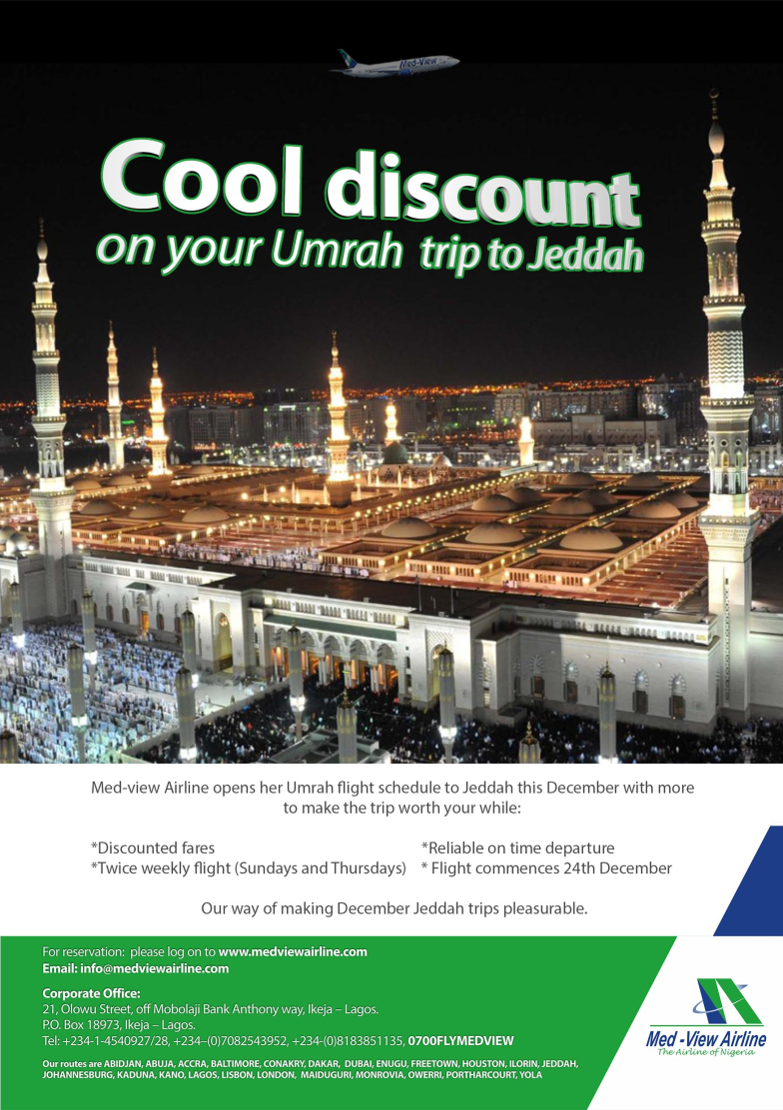 Med-View
Cool discount
on your Umrah trip to Jeddah
Med-view Airline opens her Umrah flight schedule to Jeddah this December with more
to make the trip worth your while:
*Discounted fares
*Reliable on time departure
*Twice weekly flight (Sundays and Thursdays)
* Flight commences 24th December
Our way of making December Jeddah trips pleasurable.
For reservation: please log on to www.medviewairline.com
Email: info@medviewairline.com
Corporate Office:
21, Olowu Street, off Mobolaji Bank Anthony way, Ikeja – Lagos.
P.O. Box 18973, Ikeja – Lagos.
Tel: +234-1-4540927/28, +234–(0)7082543952, +234-(0)8183851135, 0700FLYMEDVIEW
Our routes are ABIDJAN, ABUJA, ACCRA, BALTIMORE, CONAKRY, DAKAR, DUBAI, ENUGU, FREETOWN, HOUSTON, ILORIN, JEDDAH,
JOHANNESBURG, KADUNA, KANO, LAGOS, LISBON, LONDON, MAIDUGURI, MONROVIA, OWERRI, PORTHARCOURT, YOLA
Med -View Airline
The Airline of Nigeria